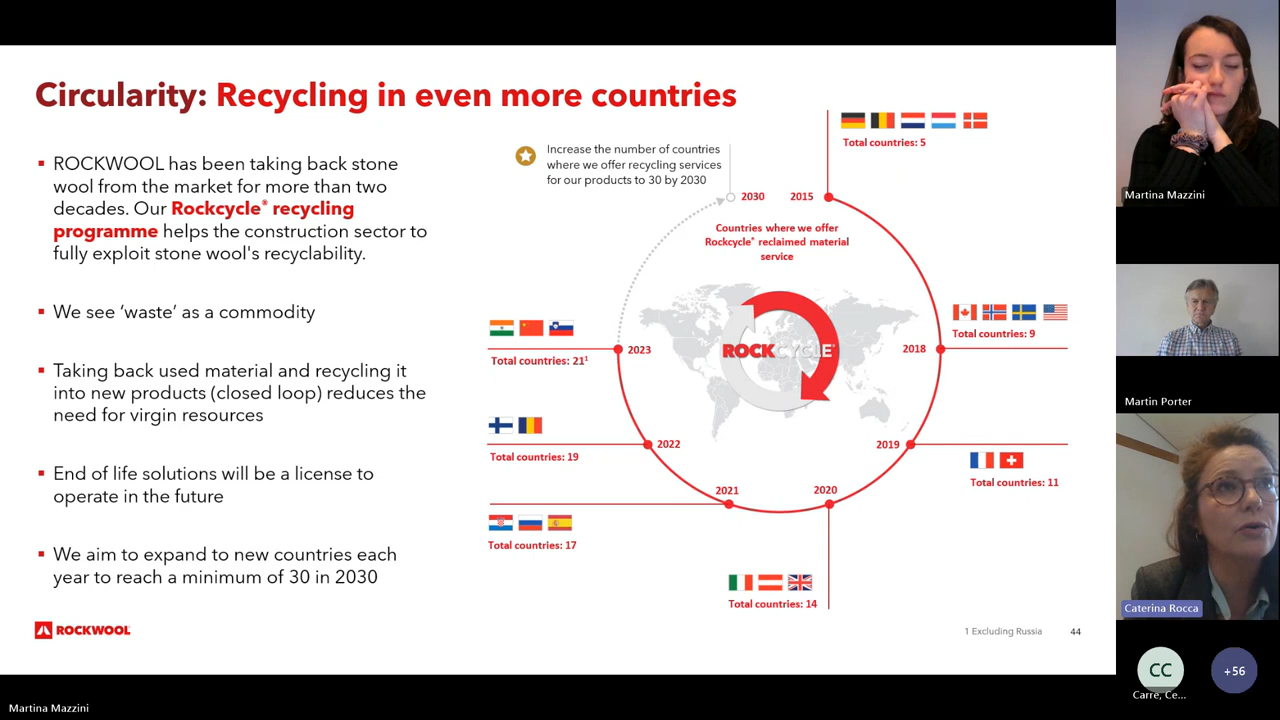 Circularity: Recycling in even more countries
▪ ROCKWOOL has been taking back stone
wool from the market for more than two
decades. Our Rockcycle® recycling
programme helps the construction sector to
fully exploit stone wool's recyclability.
▪ We see ‘waste’ as a commodity
▪ Taking back used material and recycling it
into new products (closed loop) reduces the
need for virgin resources
▪ End of life solutions will be a license to
operate in the future
▪ We aim to expand to new countries each
year to reach a minimum of 30 in 2030
ROCKWOOL
Increase the number of countries
where we offer recycling services
for our products to 30 by 2030
2030
2015
Total countries: 5
Countries where we offer
Rockcycle® reclaimed material
service
ROCKCYCLE®
2018
Total countries: 9
2019
Total countries: 11
2020
Total countries: 14
2021
Total countries: 17
2022
Total countries: 19
2023
Total countries: 21¹
1 Excluding Russia
44
Martina Mazzini
Martin Porter
Caterina Rocca
CC
Carre, Ce...
+56
Martina Mazzini